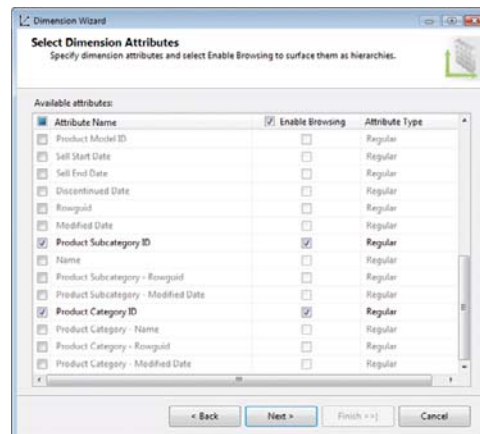 Dimension Wizard
Select Dimension Attributes
Specify dimension attributes and select Enable Browsing to surface them as hierarchies.
Available attributes:
Attribute Name Enable Browsing Attribute Type
Product Model ID Regular
Sell Start Date Regular
Sell End Date Regular
Discontinued Date Regular
Rowguid Regular
Modified Date Regular
Product Subcategory ID Regular
Name Regular
Product Subcategory - Rowguid Regular
Product Subcategory - Modified Date Regular
Product Category ID Regular
Product Category - Name Regular
Product Category - Rowguid Regular
Product Category - Modified Date Regular
< Back Next > Finish >>| Cancel